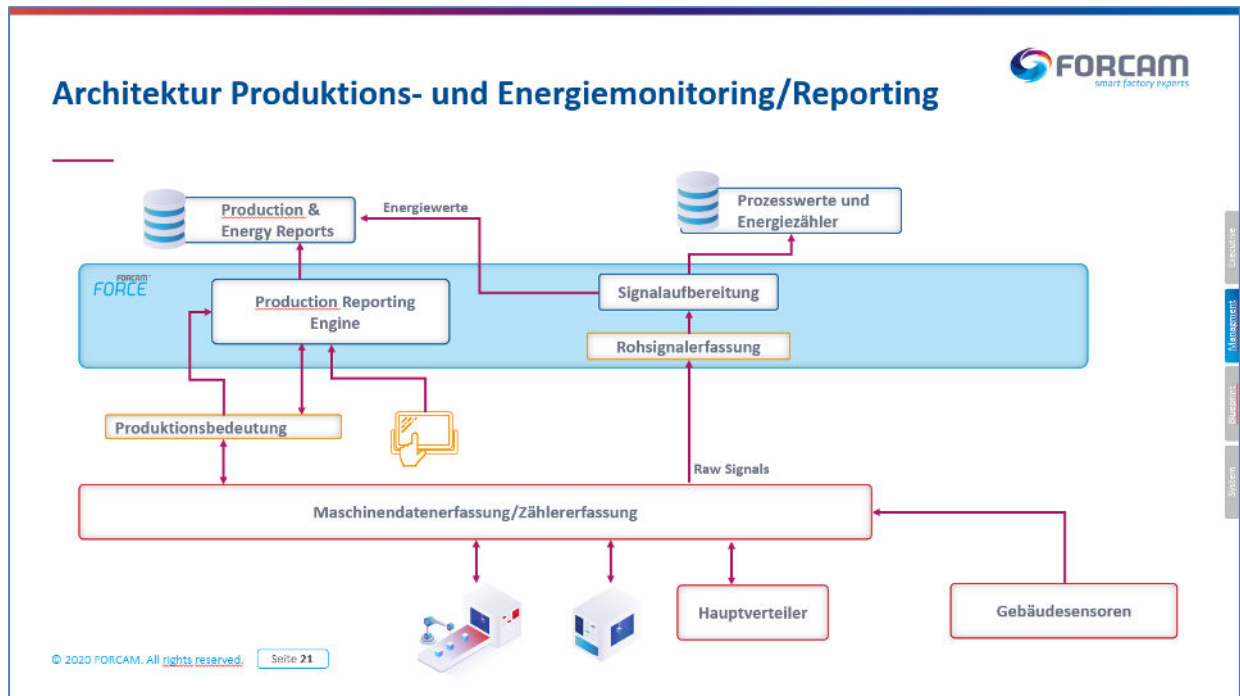 FORCAM
smart factory experts
Architektur Produktions- und Energiemonitoring/Reporting
Production &
Energy Reports
Energiewerte
Prozesswerte und
Energiezähler
FORCAM
FORCE
Production Reporting
Engine
Signalaufbereitung
Rohsignalerfassung
Produktionsbedeutung
Raw Signals
Maschinendatenerfassung/Zählererfassung
Hauptverteiler
Gebäudesensoren
Executive
Managment
Blueprint
System
© 2020 FORCAM. All rights reserved.
Seite 21